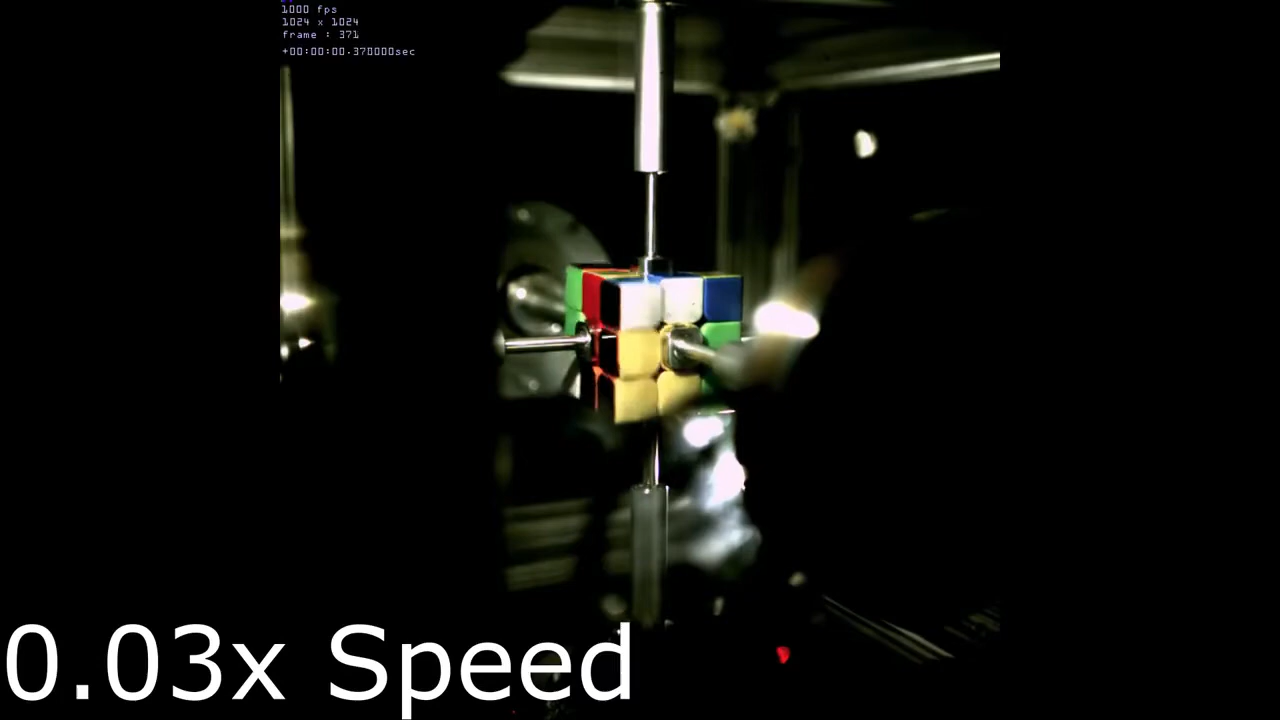 1000 fps
1024 x 1024
frame : 371
+00:00:00.370000sec
0.03x Speed